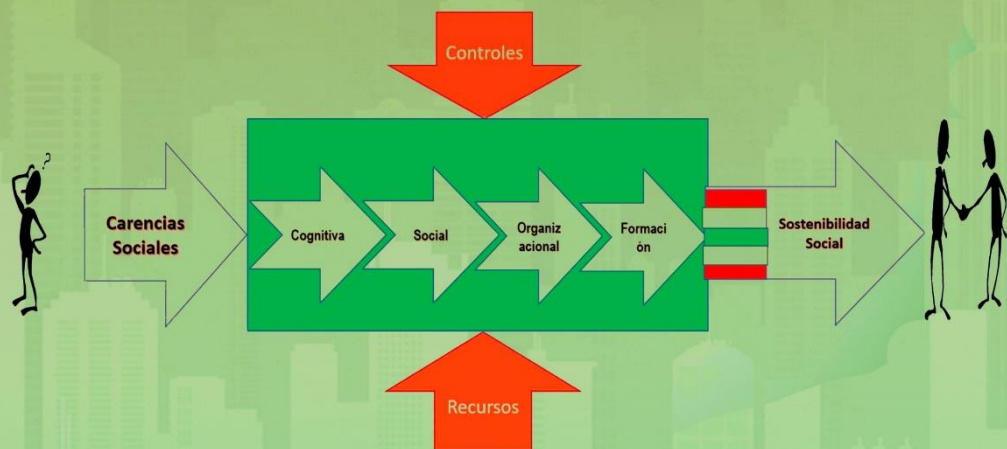 Controles
Carencias
Sociales
Cognitiva
Social
Organiz
acional
Formaci
ón
Sostenibilidad
Social
?
Recursos